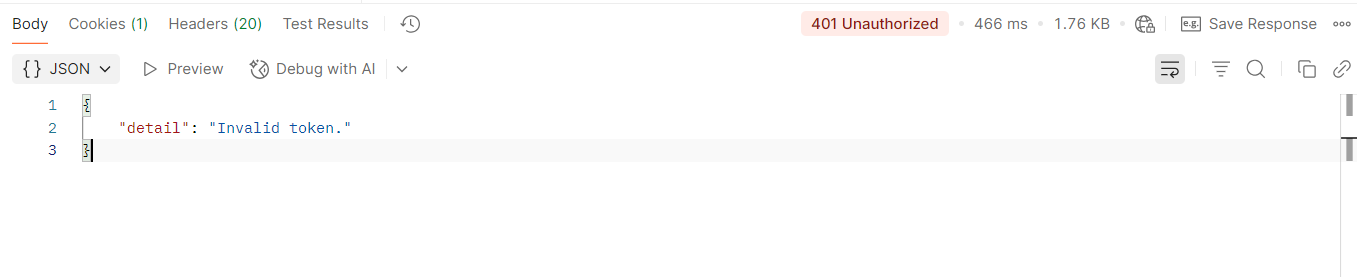 Body Cookies (1) Headers (20) Test Results 401 Unauthorized • 466 ms • 1.76 KB • e.g. Save Response
{} JSON Preview Debug with AI
1 {
2 "detail": "Invalid token."
3 }